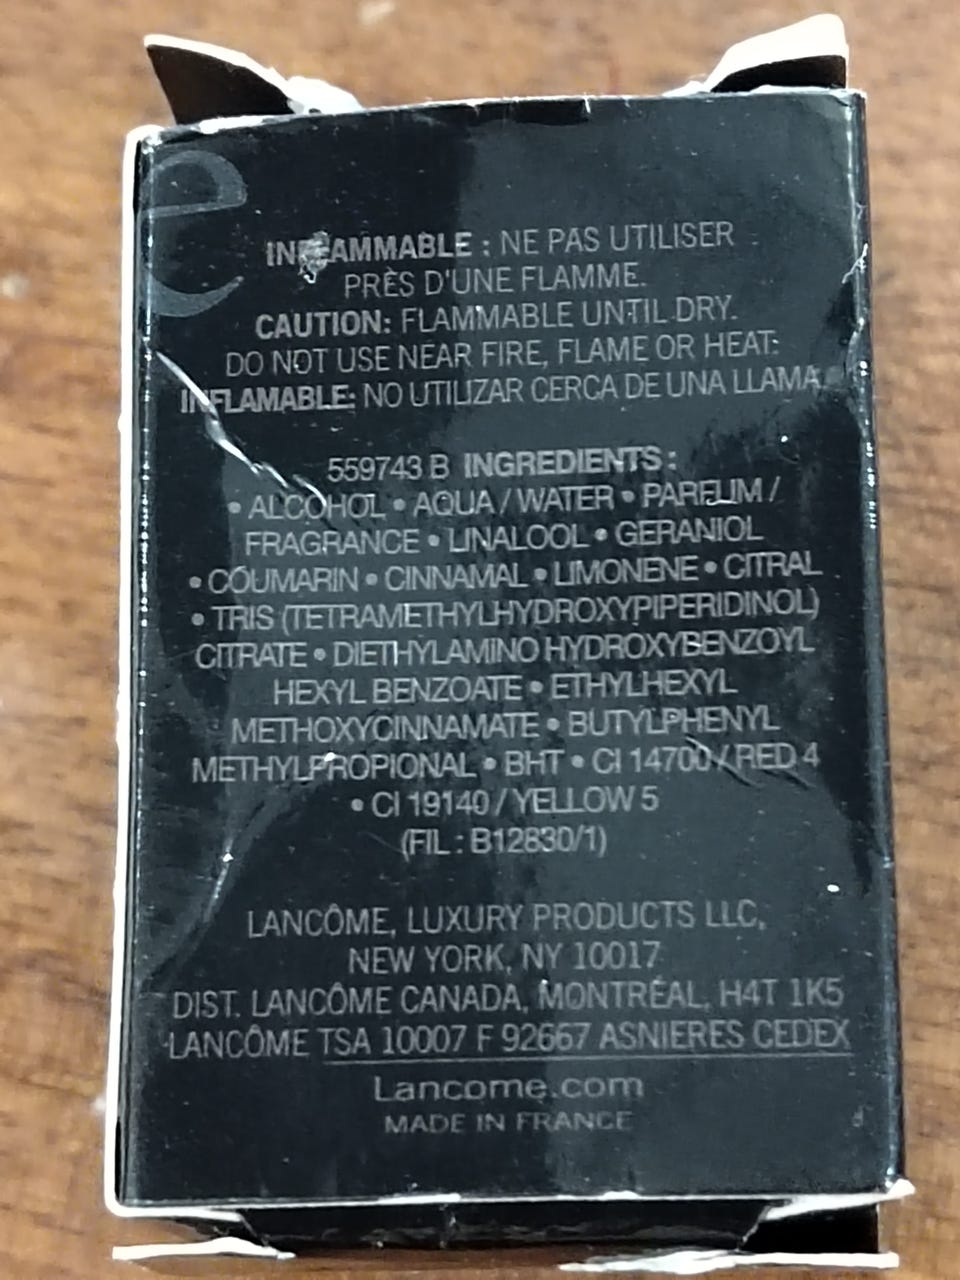 e
INFLAMMABLE : NE PAS UTILISER
PRÈS D'UNE FLAMME.
CAUTION: FLAMMABLE UNTIL DRY.
DO NOT USE NEAR FIRE, FLAME OR HEAT.
INFLAMABLE: NO UTILIZAR CERCA DE UNA LLAMA.
559743 B INGREDIENTS :
• ALCOHOL • AQUA / WATER • PARFUM /
FRAGRANCE • LINALOOL • GERANIOL
• COUMARIN • CINNAMAL • LIMONENE • CITRAL
• TRIS (TETRAMETHYLHYDROXYPIPERIDINOL)
CITRATE • DIETHYLAMINO HYDROXYBENZOYL
HEXYL BENZOATE • ETHYLHEXYL
METHOXYCINNAMATE • BUTYLPHENYL
METHYLPROPIONAL • BHT • CI 14700 / RED 4
• CI 19140 / YELLOW 5
(FIL : B12830/1)
LANCÔME, LUXURY PRODUCTS LLC,
NEW YORK, NY 10017
DIST. LANCÔME CANADA, MONTRÉAL, H4T 1K5
LANCÔME TSA 10007 F 92667 ASNIERES CEDEX
Lancome.com
MADE IN FRANCE